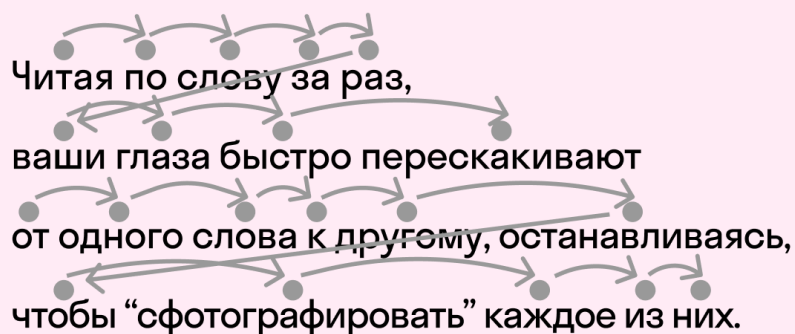 Читая по слову за раз,
ваши глаза быстро перескакивают
от одного слова к другому, останавливаясь,
чтобы “сфотографировать” каждое из них.